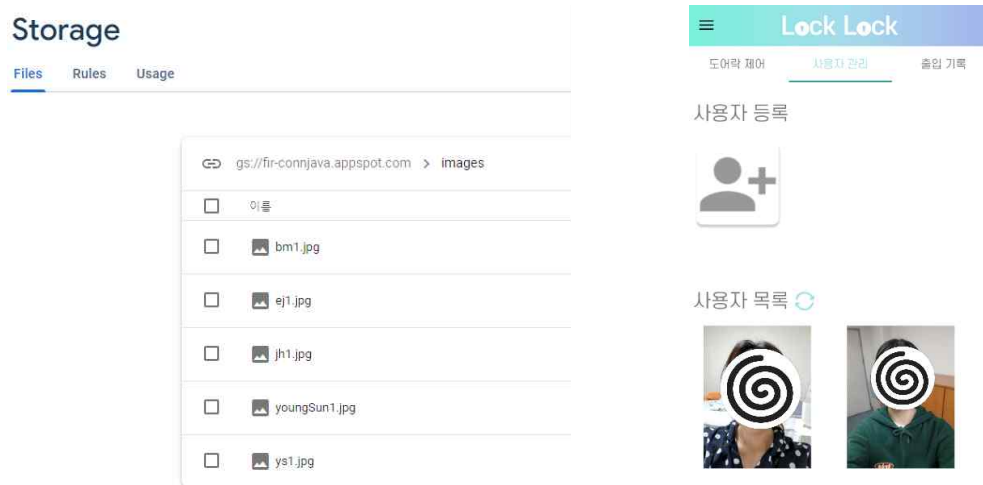 Storage
Files Rules Usage
gs://fir-connjava.appspot.com > images
이름
bm1.jpg
ej1.jpg
jh1.jpg
youngSun1.jpg
ys1.jpg
Lock Lock
도어락 제어 사용자 관리 출입 기록
사용자 등록
사용자 목록